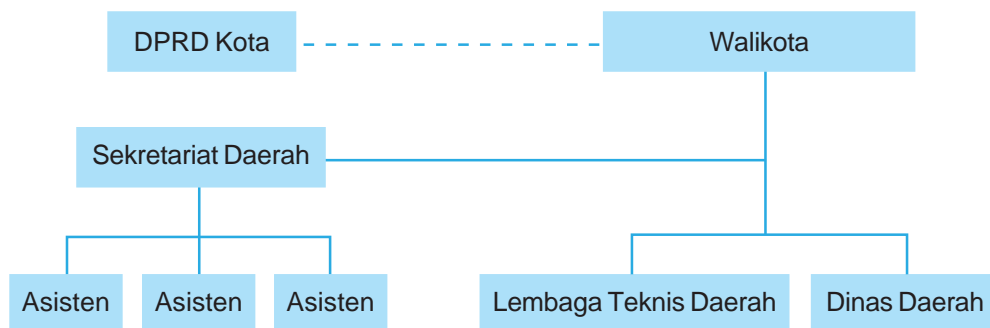 DPRD Kota
Walikota
Sekretariat Daerah
Asisten
Asisten
Asisten
Lembaga Teknis Daerah
Dinas Daerah